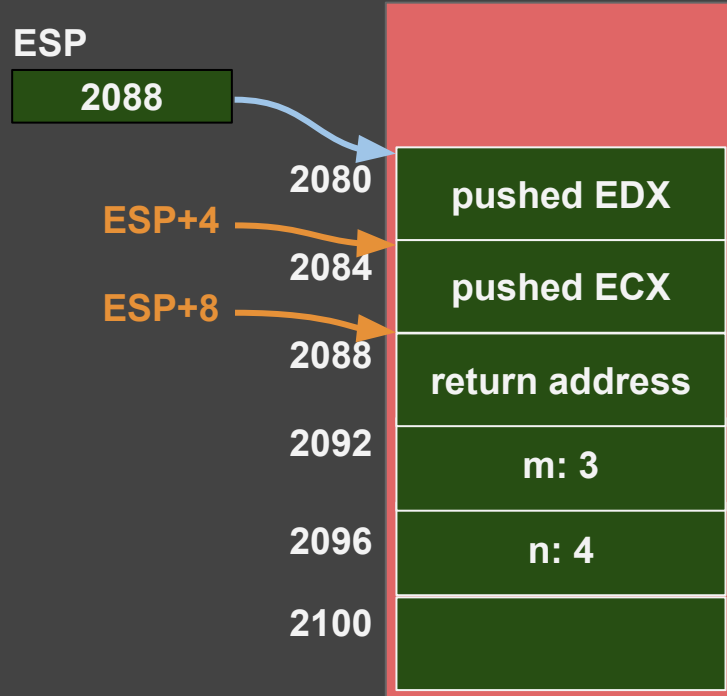 ESP
2088
2080
pushed EDX
ESP+4
2084
pushed ECX
ESP+8
2088
return address
2092
m: 3
2096
n: 4
2100